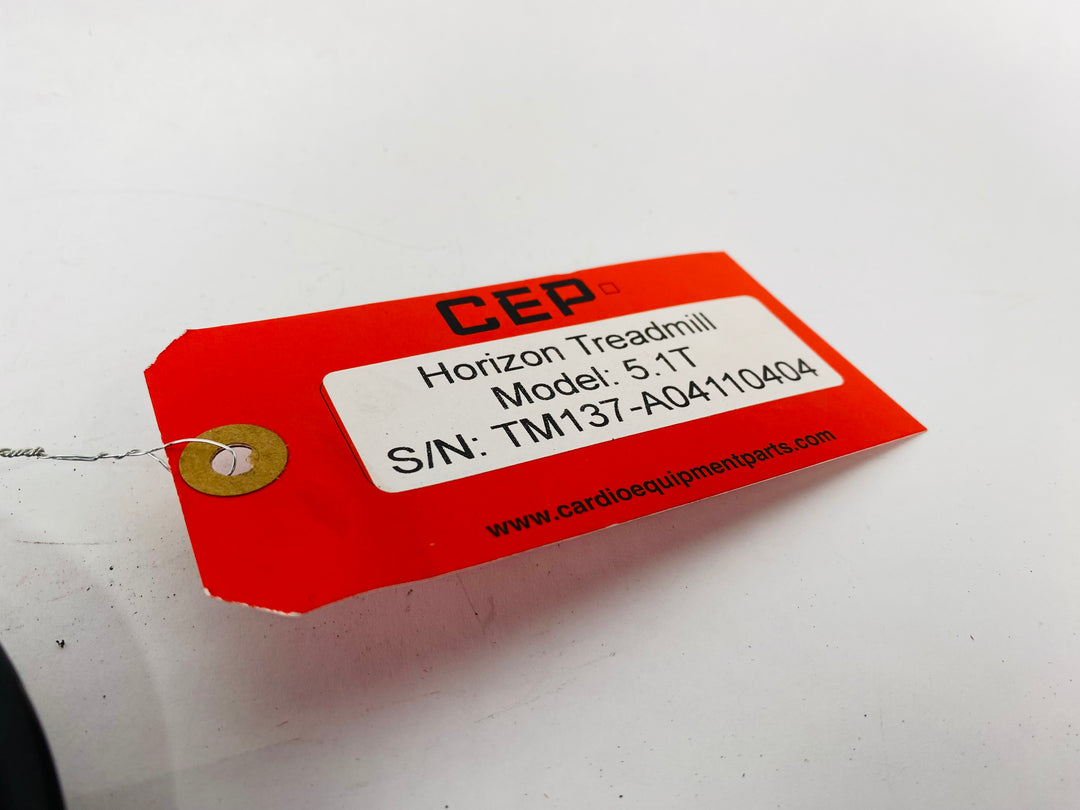 CEP
Horizon Treadmill
Model: 5.1T
S/N: TM137-A04110404
www.cardioequipmentparts.com